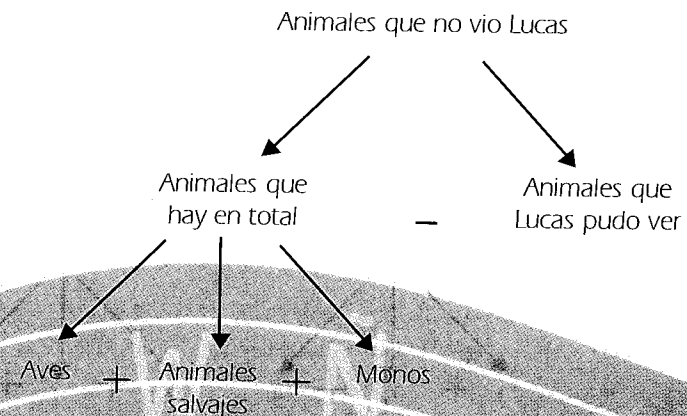 Animales que no vio Lucas
Animales que
hay en total
–
Animales que
Lucas pudo ver
Aves + Animales
salvajes + Monos